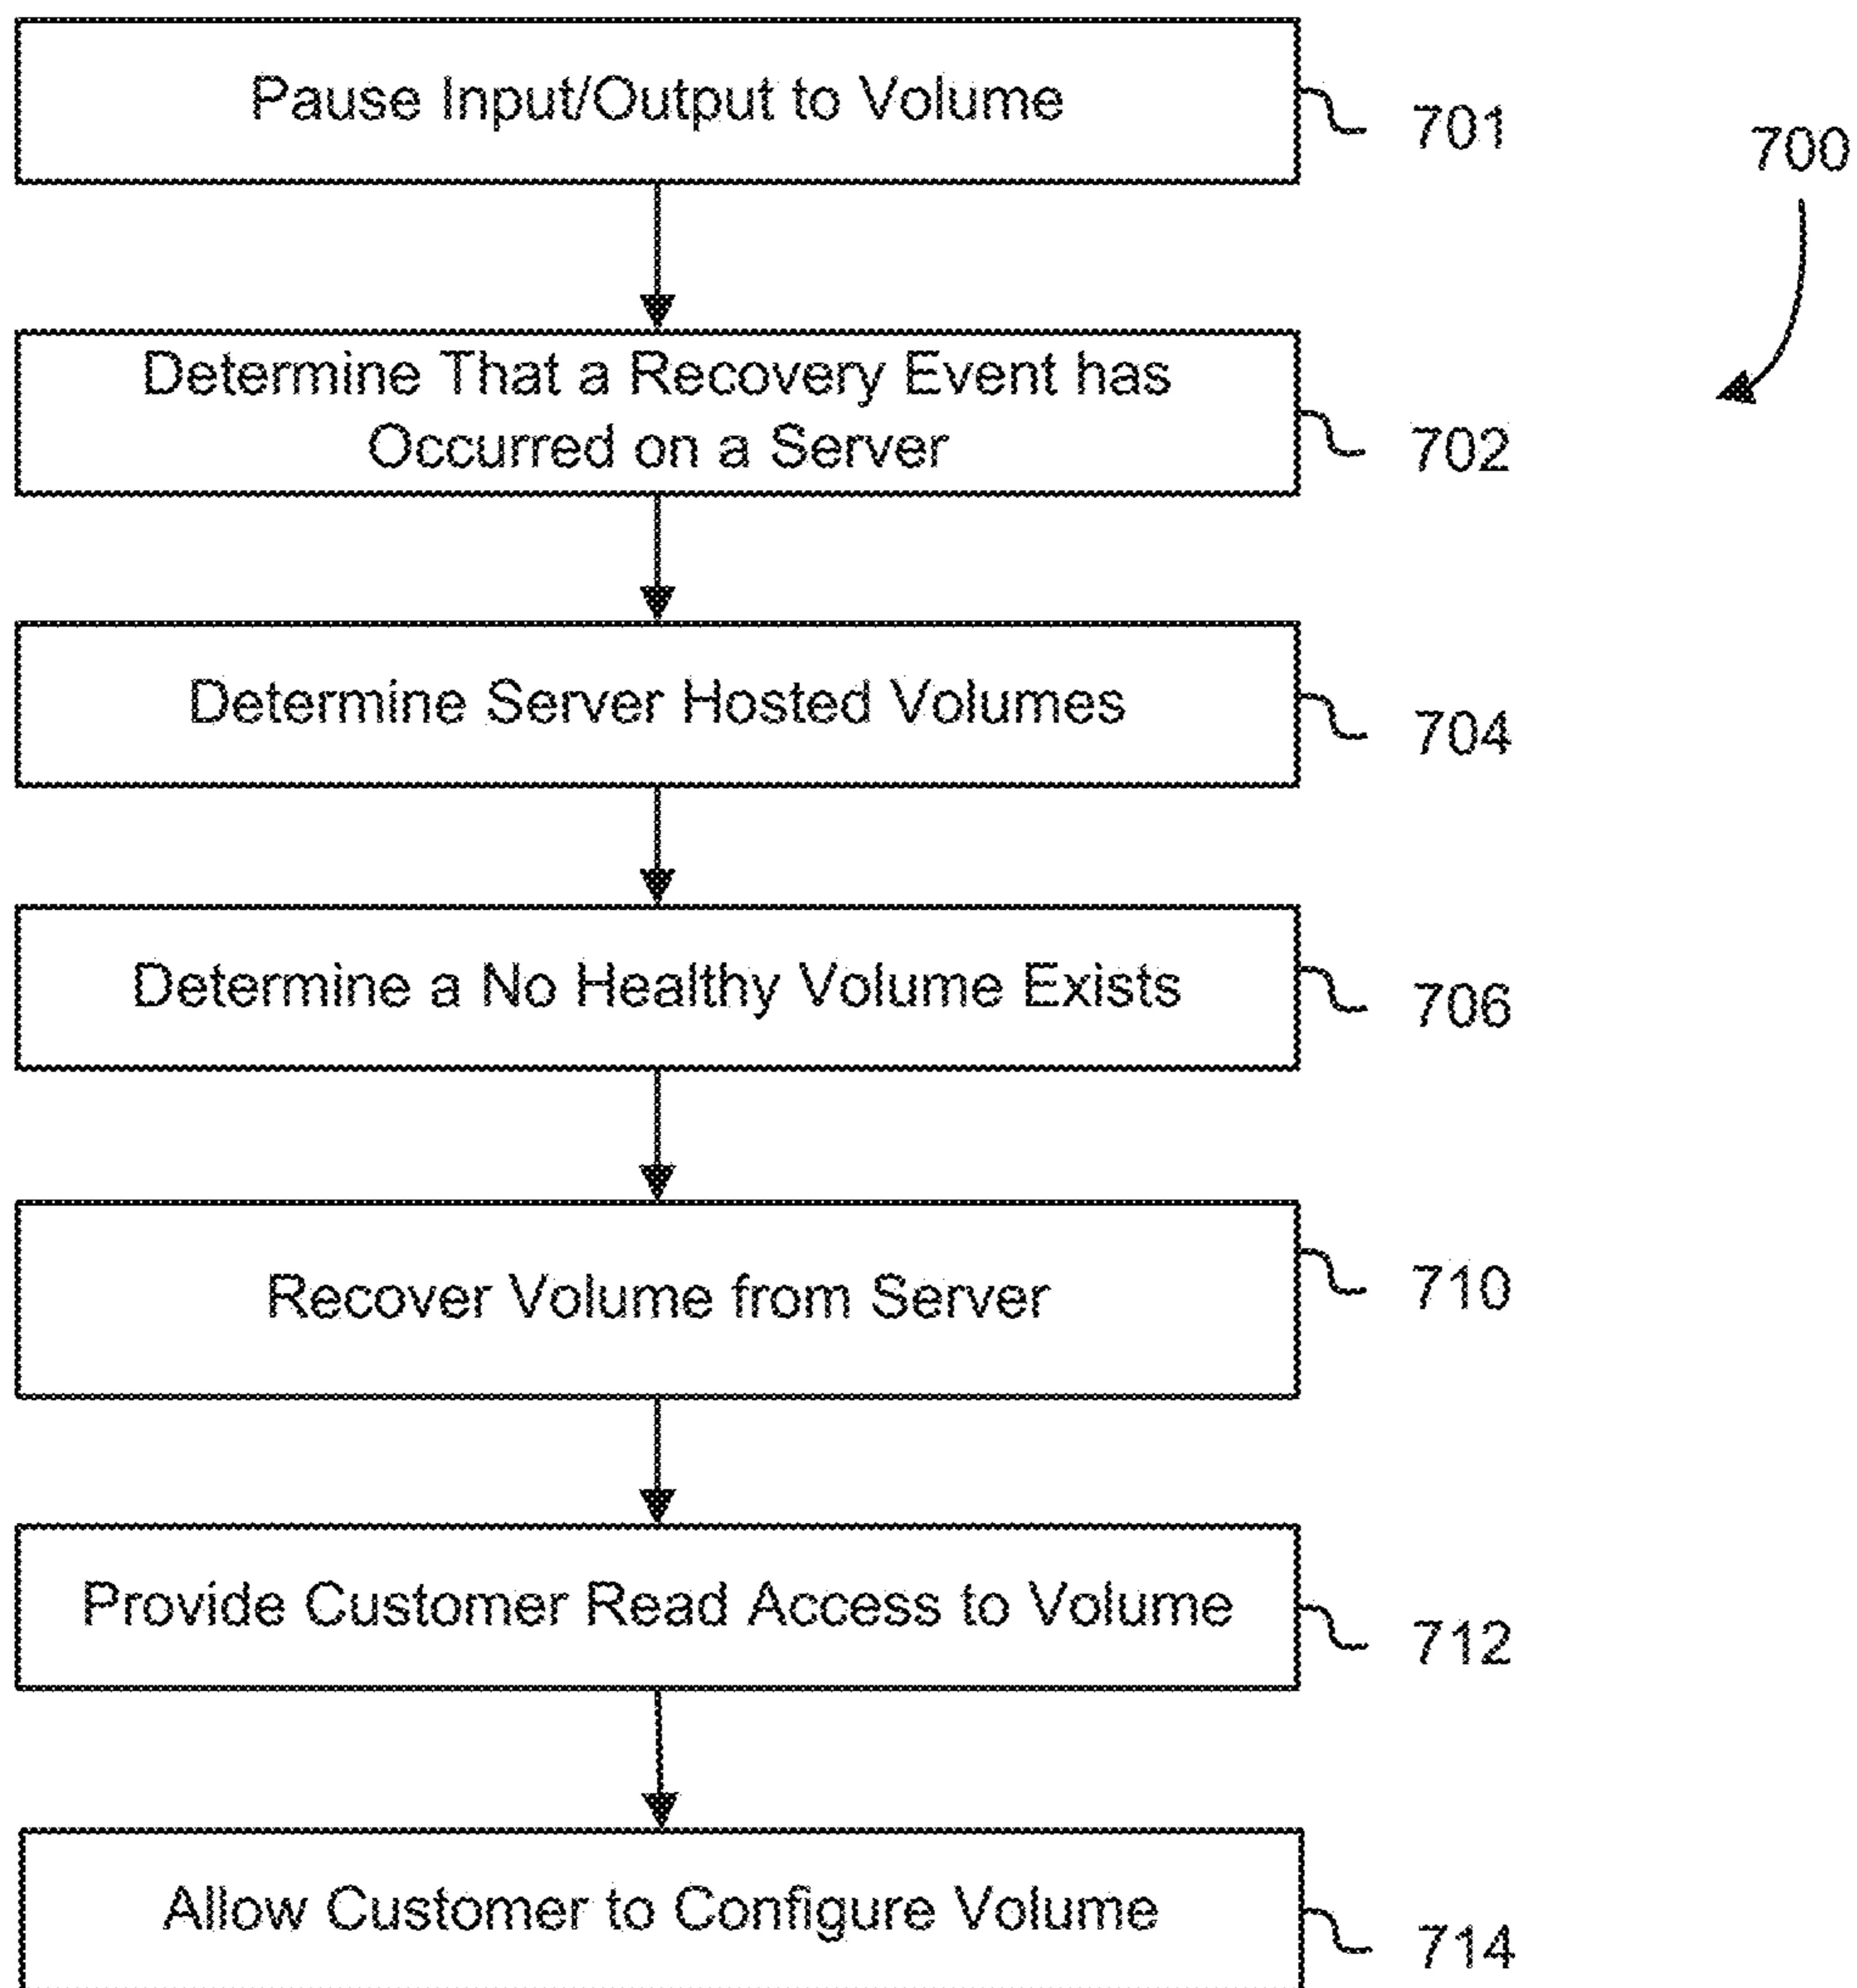 Pause Input/Output to Volume
701
700
Determine That a Recovery Event has
Occurred on a Server
702
Determine Server Hosted Volumes
704
Determine a No Healthy Volume Exists
706
Recover Volume from Server
710
Provide Customer Read Access to Volume
712
Allow Customer to Configure Volume
714